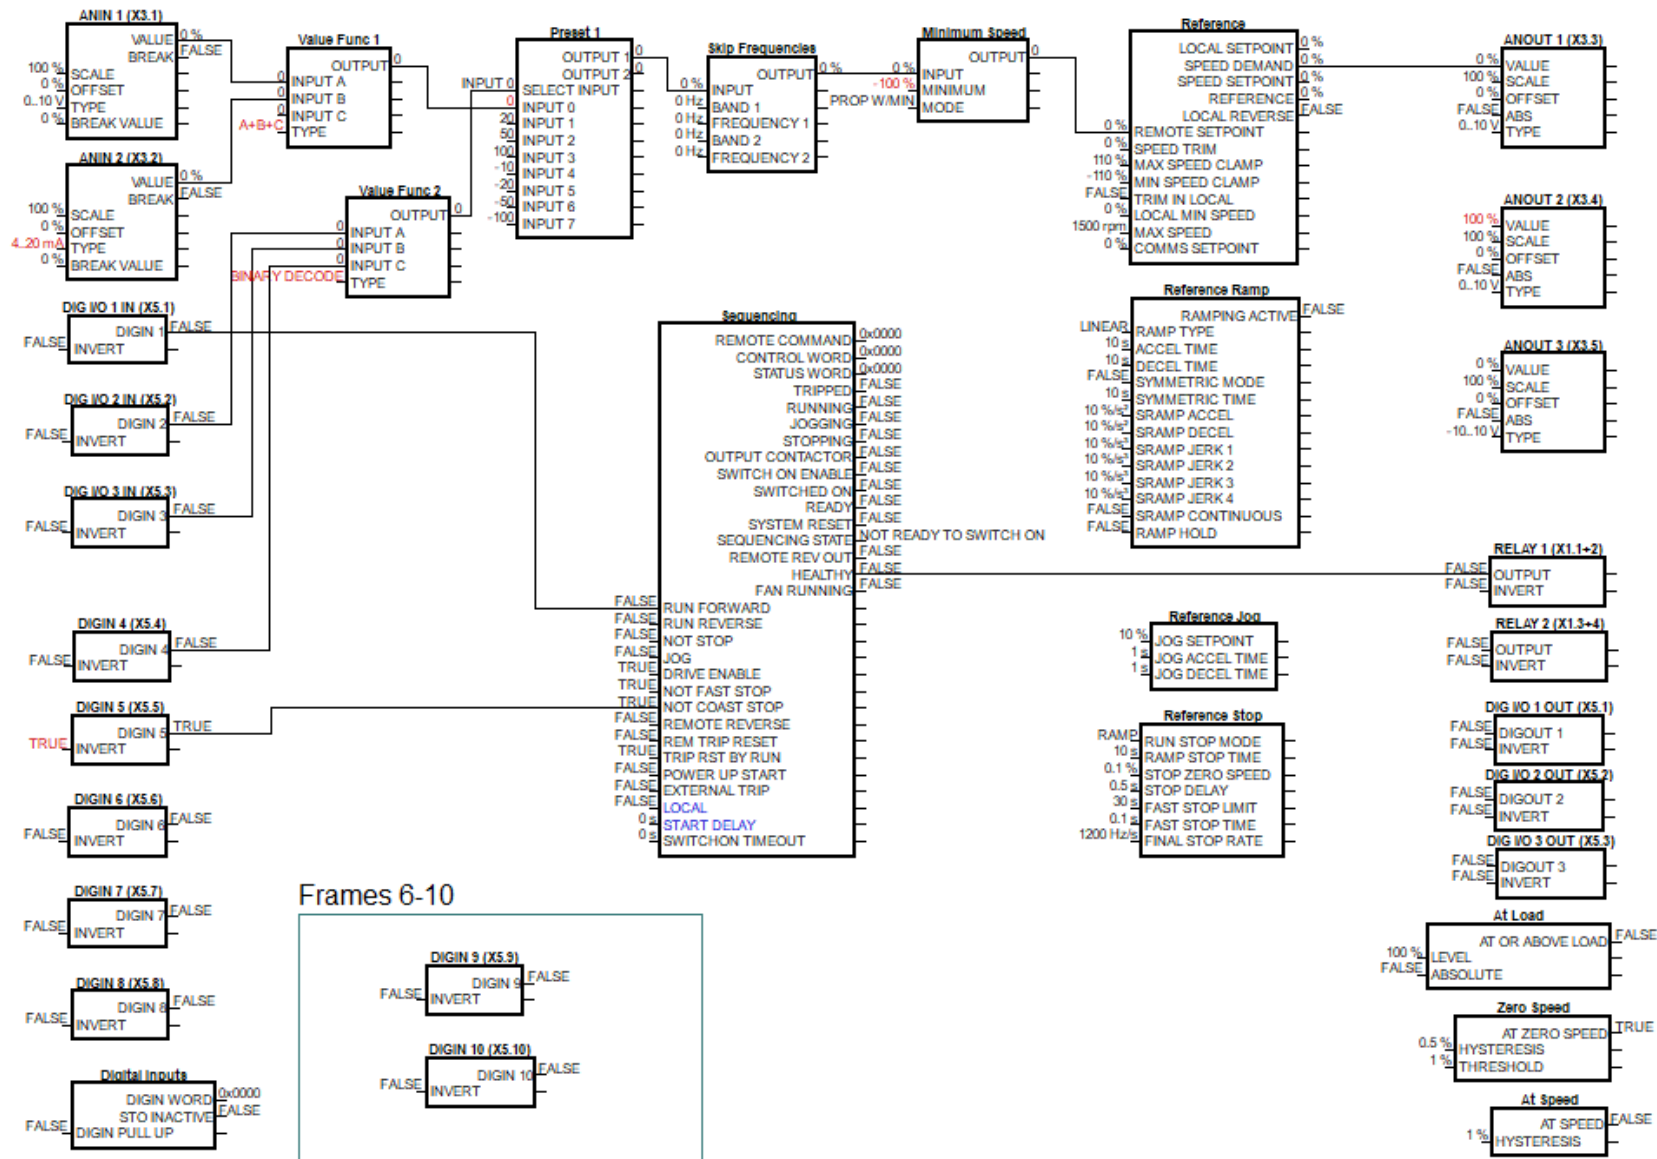 ANIN 1 (X3.1)
VALUE 0 %
BREAK FALSE
100 % SCALE
0 % OFFSET
0..10 V TYPE
0 % BREAK VALUE
ANIN 2 (X3.2)
VALUE 0 %
BREAK FALSE
100 % SCALE
0 % OFFSET
4..20 mA TYPE
0 % BREAK VALUE
DIG I/O 1 IN (X5.1)
DIGIN 1 FALSE
FALSE INVERT
DIG I/O 2 IN (X5.2)
DIGIN 2 FALSE
FALSE INVERT
DIG I/O 3 IN (X5.3)
DIGIN 3 FALSE
FALSE INVERT
DIGIN 4 (X5.4)
DIGIN 4 FALSE
FALSE INVERT
DIGIN 5 (X5.5)
DIGIN 5 TRUE
TRUE INVERT
DIGIN 6 (X5.6)
DIGIN 6 FALSE
FALSE INVERT
DIGIN 7 (X5.7)
DIGIN 7 FALSE
FALSE INVERT
DIGIN 8 (X5.8)
DIGIN 8 FALSE
FALSE INVERT
Digital Inputs
DIGIN WORD 0x0000
STO INACTIVE FALSE
FALSE DIGIN PULL UP
Value Func 1
OUTPUT 0
0 INPUT A
0 INPUT B
0 INPUT C
A+B+C TYPE
Value Func 2
OUTPUT 0
0 INPUT A
0 INPUT B
0 INPUT C
BINARY DECODE TYPE
Preset 1
OUTPUT 1 0
OUTPUT 2 0
INPUT 0 SELECT INPUT
0 INPUT 0
20 INPUT 1
50 INPUT 2
100 INPUT 3
-10 INPUT 4
-20 INPUT 5
-50 INPUT 6
-100 INPUT 7
Skip Frequencies
OUTPUT 0 %
0 % INPUT
0 Hz BAND 1
0 Hz FREQUENCY 1
0 Hz BAND 2
0 Hz FREQUENCY 2
Minimum Speed
OUTPUT 0
0 % INPUT
-100 % MINIMUM
PROP W/MIN MODE
Reference
LOCAL SETPOINT 0 %
SPEED DEMAND 0 %
SPEED SETPOINT 0 %
REFERENCE 0 %
LOCAL REVERSE FALSE
0 % REMOTE SETPOINT
0 % SPEED TRIM
110 % MAX SPEED CLAMP
-110 % MIN SPEED CLAMP
FALSE TRIM IN LOCAL
0 % LOCAL MIN SPEED
1500 rpm MAX SPEED
0 % COMMS SETPOINT
Sequencing
REMOTE COMMAND 0x0000
CONTROL WORD 0x0000
STATUS WORD 0x0000
TRIPPED FALSE
RUNNING FALSE
JOGGING FALSE
STOPPING FALSE
OUTPUT CONTACTOR FALSE
SWITCH ON ENABLE FALSE
SWITCHED ON FALSE
READY FALSE
SYSTEM RESET FALSE
SEQUENCING STATE NOT READY TO SWITCH ON
REMOTE REV OUT FALSE
HEALTHY FALSE
FAN RUNNING FALSE
FALSE RUN FORWARD
FALSE RUN REVERSE
FALSE NOT STOP
FALSE JOG
TRUE DRIVE ENABLE
TRUE NOT FAST STOP
TRUE NOT COAST STOP
FALSE REMOTE REVERSE
FALSE REM TRIP RESET
TRUE TRIP RST BY RUN
FALSE POWER UP START
FALSE EXTERNAL TRIP
FALSE LOCAL
0 s START DELAY
0 s SWITCHON TIMEOUT
Reference Ramp
RAMPING ACTIVE FALSE
LINEAR RAMP TYPE
10 s ACCEL TIME
10 s DECEL TIME
FALSE SYMMETRIC MODE
10 s SYMMETRIC TIME
10 %/s² SRAMP ACCEL
10 %/s² SRAMP DECEL
10 %/s³ SRAMP JERK 1
10 %/s³ SRAMP JERK 2
10 %/s³ SRAMP JERK 3
10 %/s³ SRAMP JERK 4
FALSE SRAMP CONTINUOUS
FALSE RAMP HOLD
Reference Jog
10 % JOG SETPOINT
1 s JOG ACCEL TIME
1 s JOG DECEL TIME
Reference Stop
RAMP RUN STOP MODE
10 s RAMP STOP TIME
0.1 % STOP ZERO SPEED
0.5 s STOP DELAY
30 s FAST STOP LIMIT
0.1 s FAST STOP TIME
1200 Hz/s FINAL STOP RATE
Frames 6-10
DIGIN 9 (X5.9)
DIGIN 9 FALSE
FALSE INVERT
DIGIN 10 (X5.10)
DIGIN 10 FALSE
FALSE INVERT
ANOUT 1 (X3.3)
0 % VALUE
100 % SCALE
0 % OFFSET
FALSE ABS
0..10 V TYPE
ANOUT 2 (X3.4)
100 % VALUE
100 % SCALE
0 % OFFSET
FALSE ABS
0..10 V TYPE
ANOUT 3 (X3.5)
0 % VALUE
100 % SCALE
0 % OFFSET
FALSE ABS
-10..10 V TYPE
RELAY 1 (X1.1+2)
FALSE OUTPUT
FALSE INVERT
RELAY 2 (X1.3+4)
FALSE OUTPUT
FALSE INVERT
DIG I/O 1 OUT (X5.1)
FALSE DIGOUT 1
FALSE INVERT
DIG I/O 2 OUT (X5.2)
FALSE DIGOUT 2
FALSE INVERT
DIG I/O 3 OUT (X5.3)
FALSE DIGOUT 3
FALSE INVERT
At Load
AT OR ABOVE LOAD FALSE
100 % LEVEL
FALSE ABSOLUTE
Zero Speed
AT ZERO SPEED TRUE
0.5 % HYSTERESIS
1 % THRESHOLD
At Speed
AT SPEED FALSE
1 % HYSTERESIS